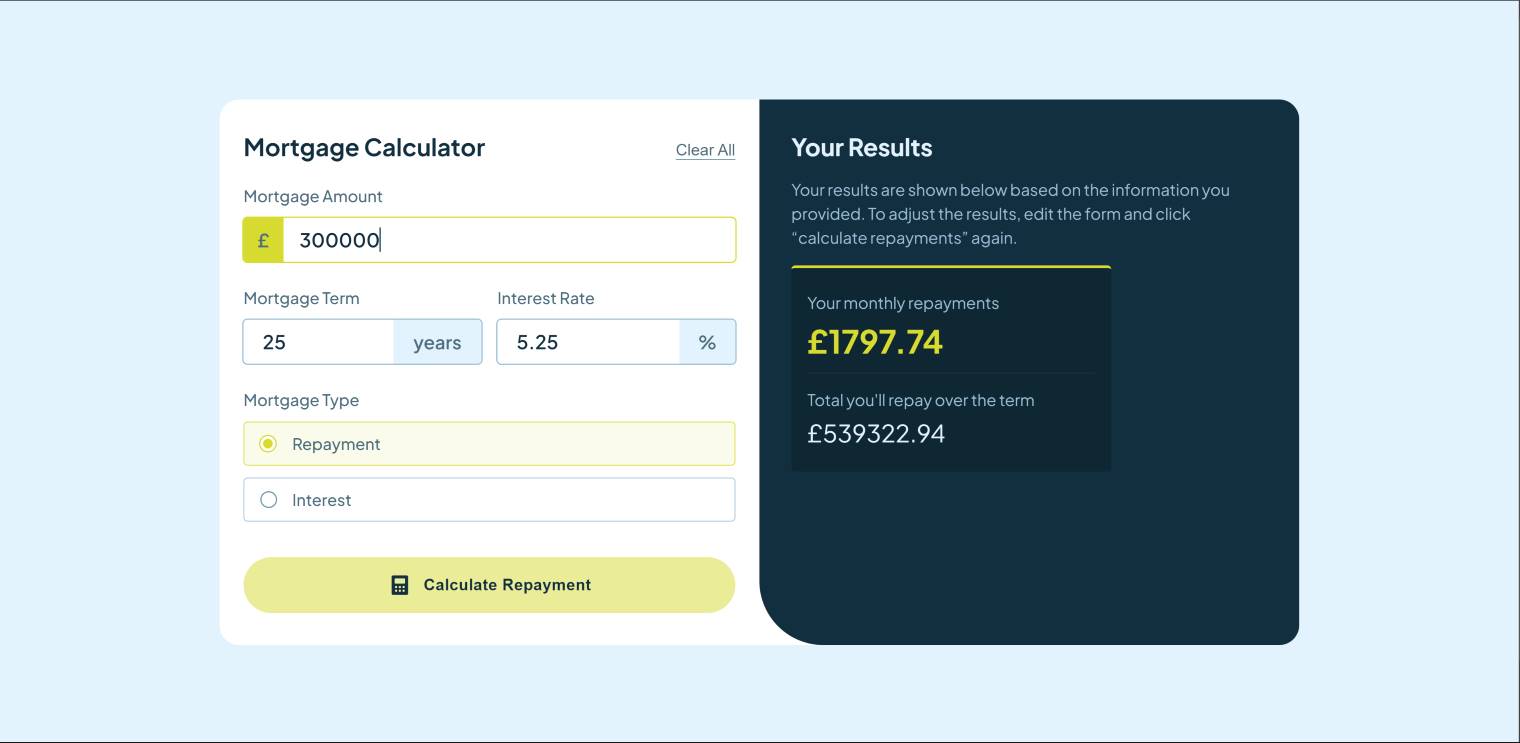 Mortgage Calculator
Clear All
Mortgage Amount
£ 300000
Mortgage Term
Interest Rate
25 years
5.25 %
Mortgage Type
Repayment
Interest
Calculate Repayment
Your Results
Your results are shown below based on the information you
provided. To adjust the results, edit the form and click
“calculate repayments” again.
Your monthly repayments
£1797.74
Total you'll repay over the term
£539322.94